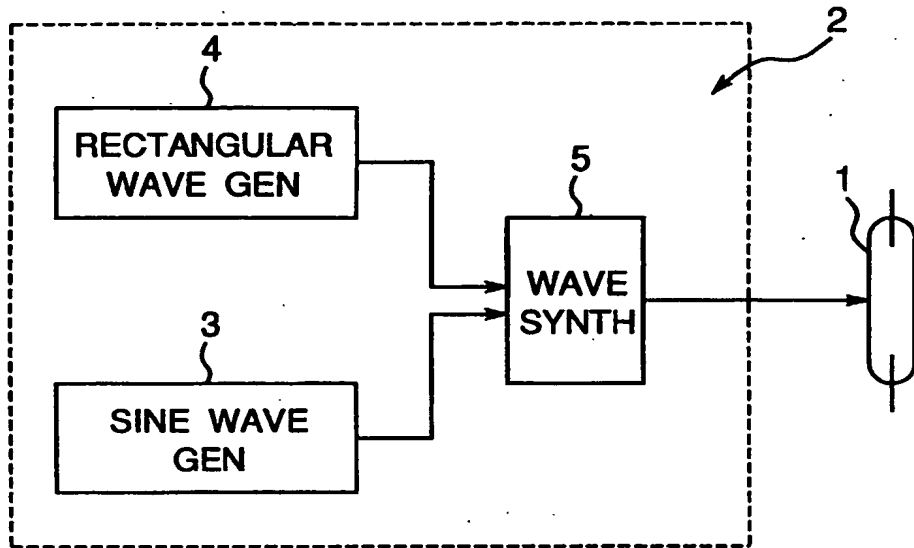 2
4
RECTANGULAR
WAVE GEN
5
1
WAVE
SYNTH
3
SINE WAVE
GEN